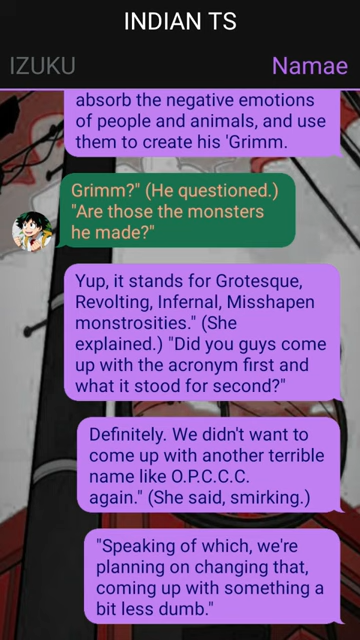 INDIAN TS
IZUKU
Namae
absorb the negative emotions
of people and animals, and use
them to create his 'Grimm.
Grimm?" (He questioned.)
"Are those the monsters
he made?"
Yup, it stands for Grotesque,
Revolting, Infernal, Misshapen
monstrosities." (She
explained.) "Did you guys come
up with the acronym first and
what it stood for second?"
Definitely. We didn't want to
come up with another terrible
name like O.P.C.C.C.
again." (She said, smirking.)
"Speaking of which, we're
planning on changing that,
coming up with something a
bit less dumb."